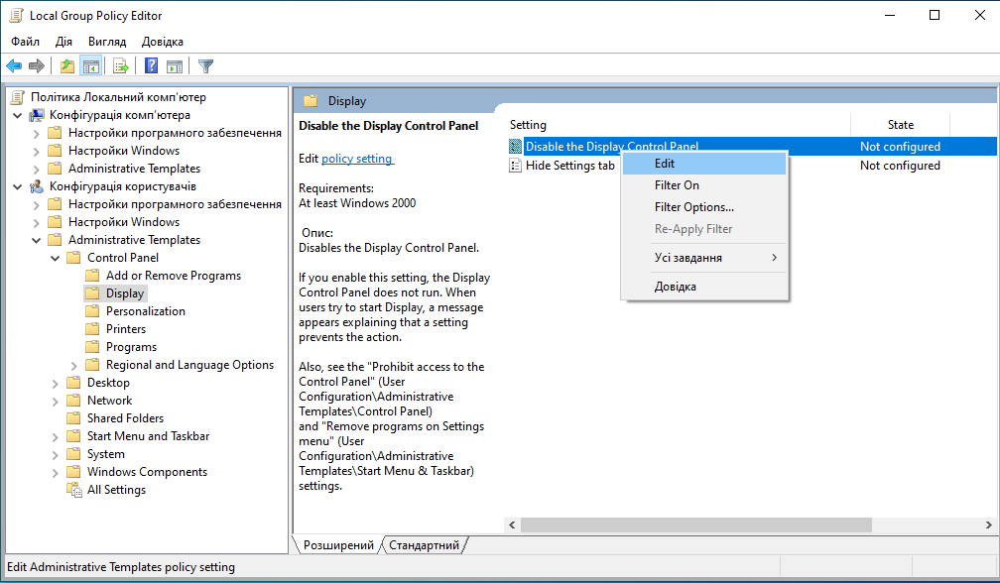 Local Group Policy Editor
Файл Дія Вигляд Довідка
Політика Локальний комп'ютер
Конфігурація комп'ютера
Настройки програмного забезпечення
Настройки Windows
Administrative Templates
Конфігурація користувачів
Настройки програмного забезпечення
Настройки Windows
Administrative Templates
Control Panel
Add or Remove Programs
Display
Personalization
Printers
Programs
Regional and Language Options
Desktop
Network
Shared Folders
Start Menu and Taskbar
System
Windows Components
All Settings
Display
Disable the Display Control Panel
Edit policy setting
Requirements:
At least Windows 2000
Опис:
Disables the Display Control Panel.
If you enable this setting, the Display
Control Panel does not run. When
users try to start Display, a message
appears explaining that a setting
prevents the action.
Also, see the "Prohibit access to the
Control Panel" (User
Configuration\Administrative
Templates\Control Panel)
and "Remove programs on Settings
menu" (User
Configuration\Administrative
Templates\Start Menu & Taskbar)
settings.
Setting State
Disable the Display Control Panel Not configured
Hide Settings tab Not configured
Edit
Filter On
Filter Options...
Re-Apply Filter
Усі завдання
Довідка
Розширений Стандартний
Edit Administrative Templates policy setting